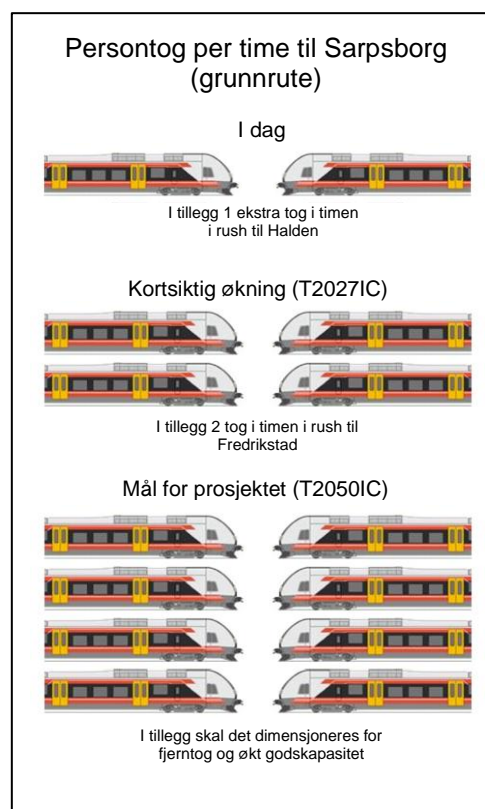 Persontog per time til Sarpsborg
(grunnrute)
I dag
I tillegg 1 ekstra tog i timen
i rush til Halden
Kortsiktig økning (T2027IC)
I tillegg 2 tog i timen i rush til
Fredrikstad
Mål for prosjektet (T2050IC)
I tillegg skal det dimensjoneres for
fjerntog og økt godskapasitet